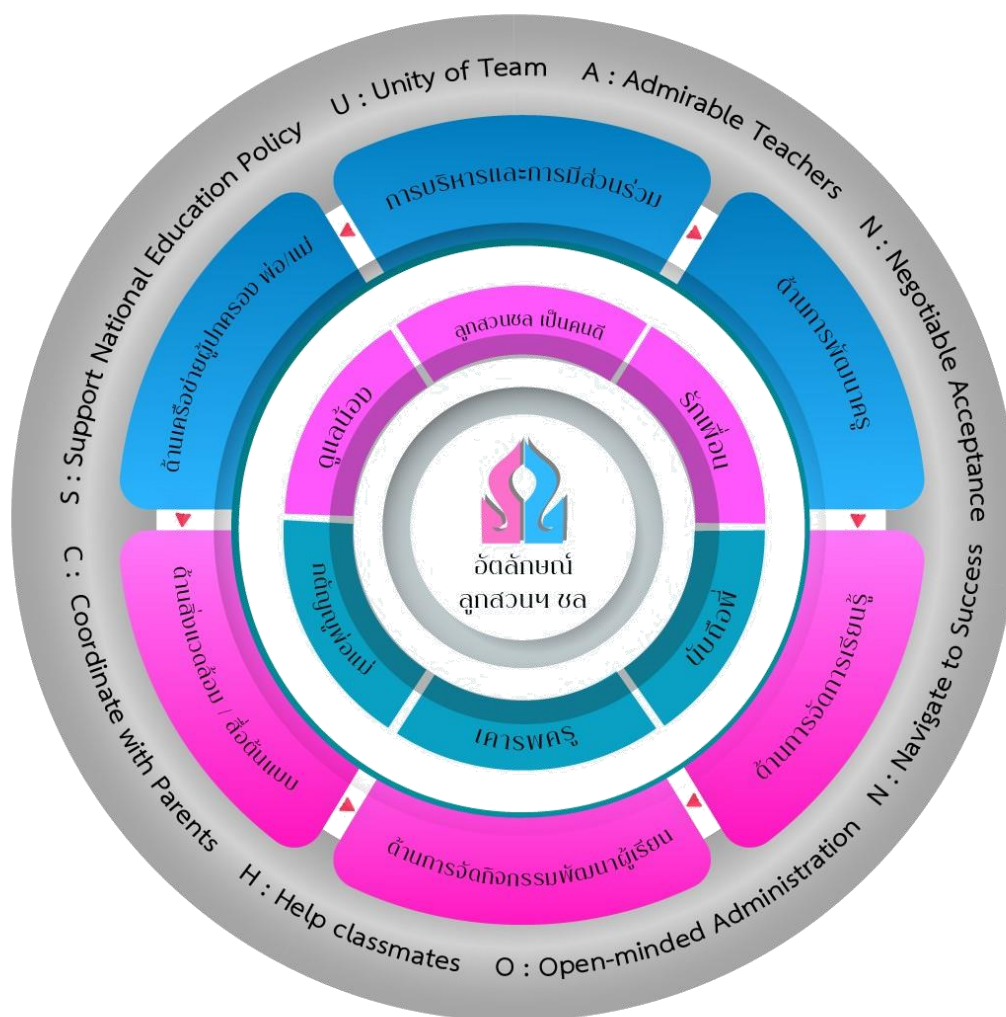 S : Support National Education Policy
U : Unity of Team
A : Admirable Teachers
N : Negotiable Acceptance
N : Navigate to Success
O : Open-minded Administration
H : Help classmates
C : Coordinate with Parents
การบริหารและการมีส่วนร่วม
ด้านการพัฒนาครู
ด้านการจัดการเรียนรู้
ด้านการจัดกิจกรรมพัฒนาผู้เรียน
ด้านสิ่งแวดล้อม / สื่อต้นแบบ
ด้านเครือข่ายผู้ปกครอง พ่อ/แม่
ลูกสวนชล เป็นคนดี
รักเพื่อน
นับถือพี่
เคารพครู
กตัญญูพ่อแม่
ดูแลน้อง
อัตลักษณ์
ลูกสวนฯ ชล